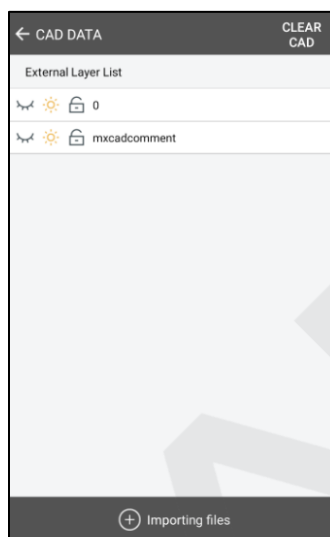 CAD DATA
CLEAR
CAD
External Layer List
0
mxcadcomment
Importing files